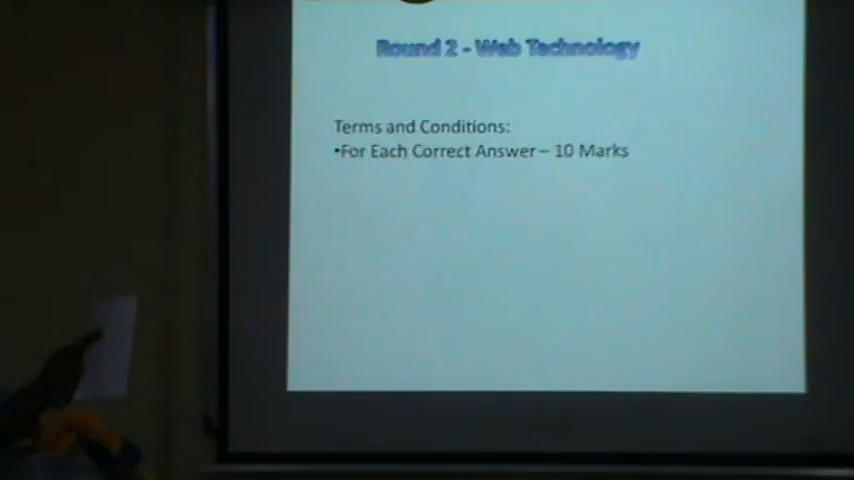 Round 2 - Web Technology
Terms and Conditions:
•For Each Correct Answer – 10 Marks